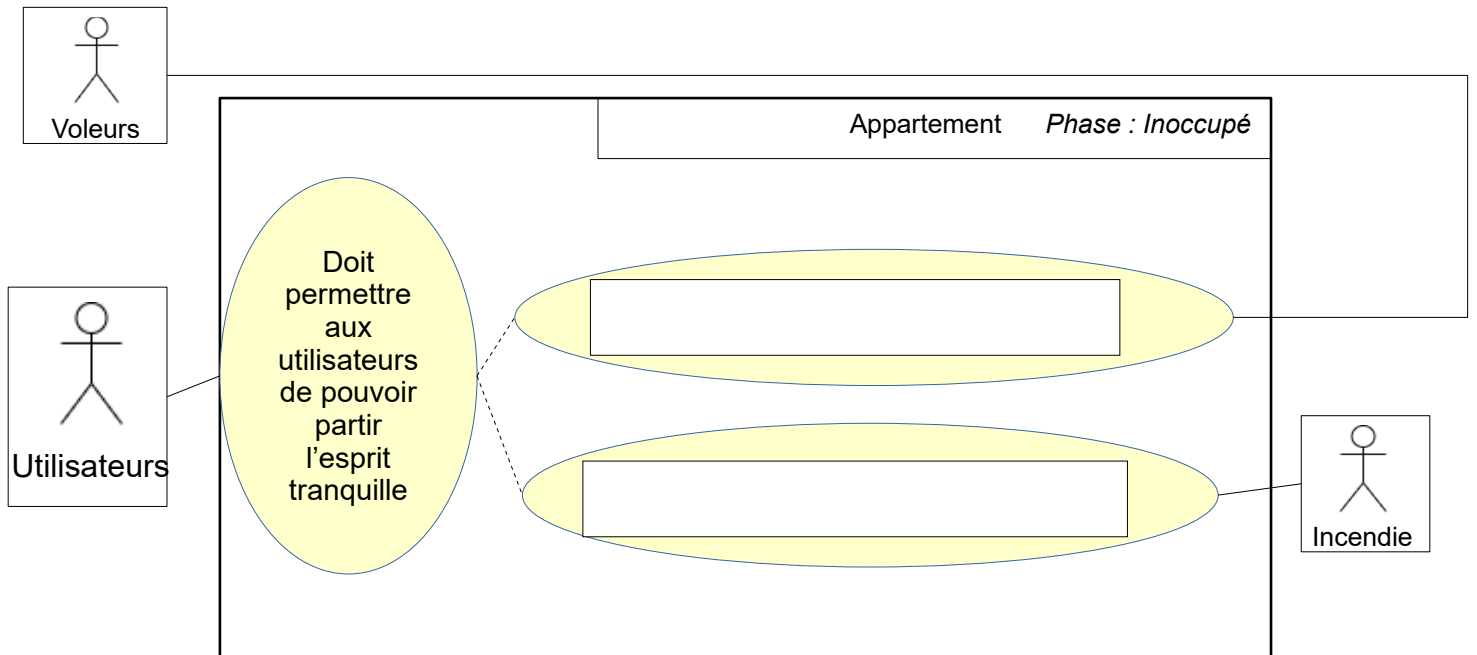 Voleurs
Appartement Phase : Inoccupé
Doit
permettre
aux
utilisateurs
de pouvoir
partir
l’esprit
tranquille
Utilisateurs
Incendie